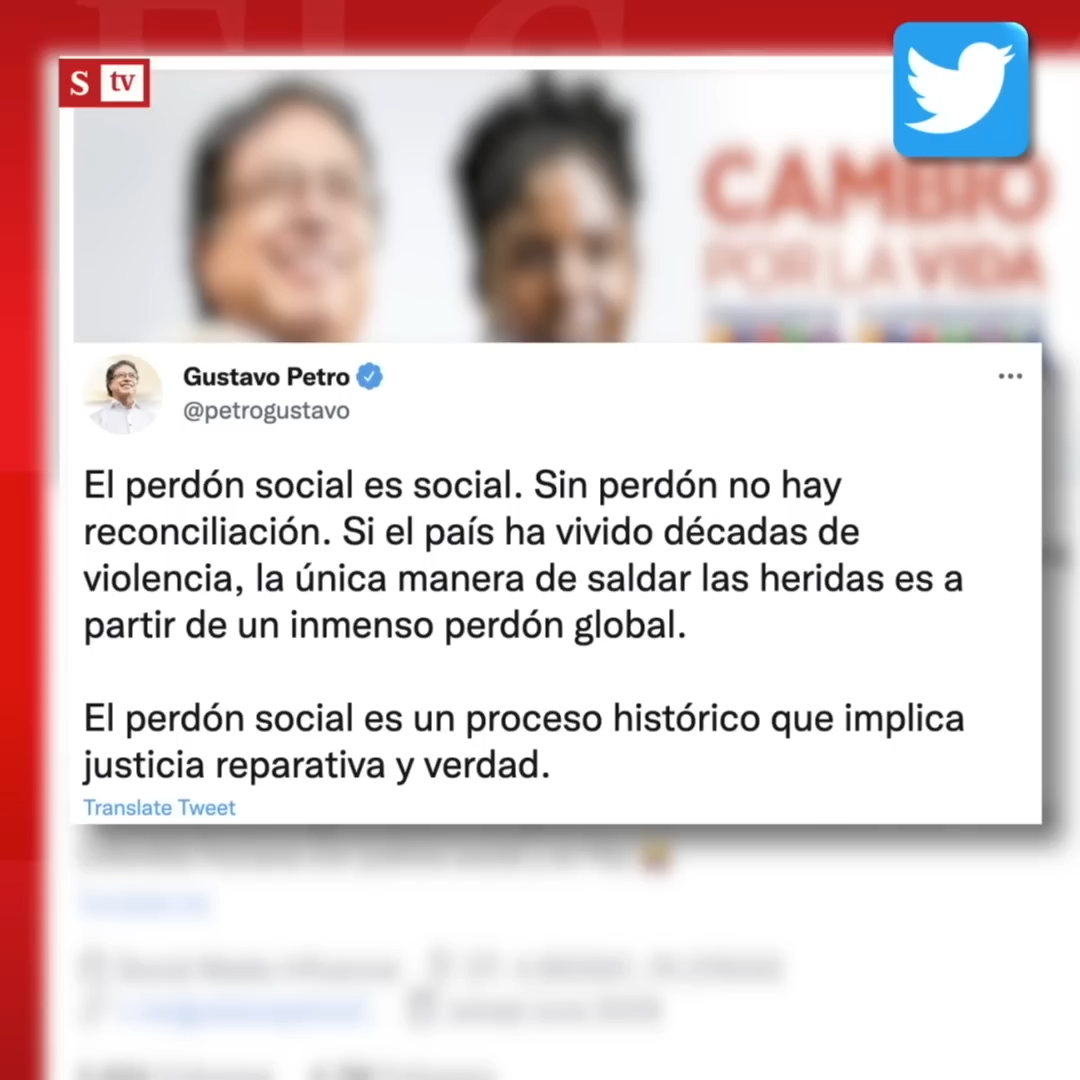 S tv
CAMBIO
POR LA VIDA
Gustavo Petro
@petrogustavo
El perdón social es social. Sin perdón no hay
reconciliación. Si el país ha vivido décadas de
violencia, la única manera de saldar las heridas es a
partir de un inmenso perdón global.
El perdón social es un proceso histórico que implica
justicia reparativa y verdad.
Translate Tweet